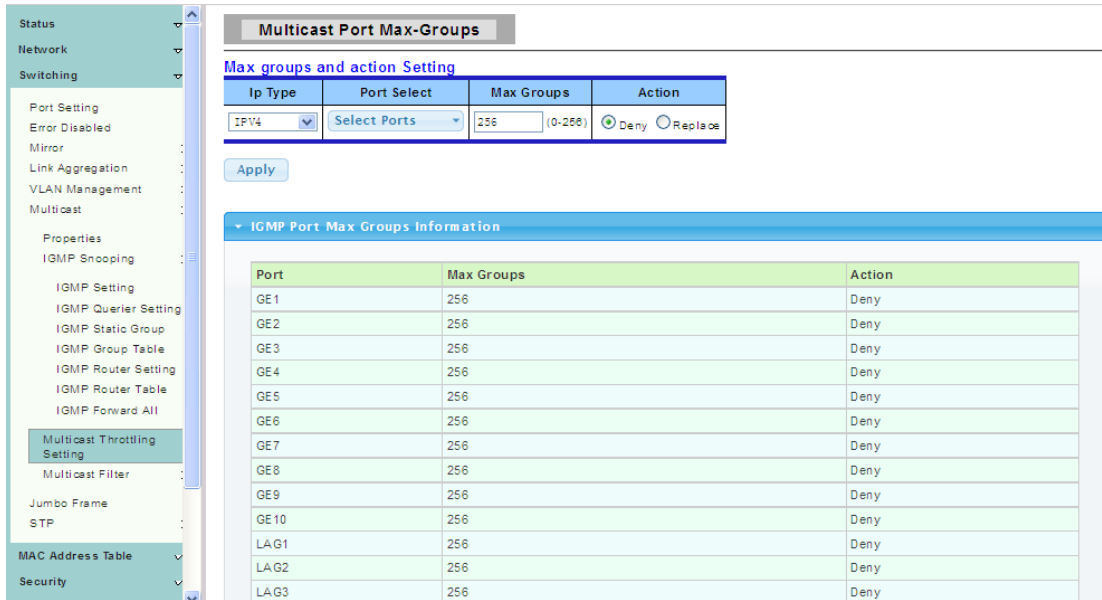 Status
Network
Switching
Port Setting
Error Disabled
Mirror
Link Aggregation
VLAN Management
Multicast
Properties
IGMP Snooping
IGMP Setting
IGMP Querier Setting
IGMP Static Group
IGMP Group Table
IGMP Router Setting
IGMP Router Table
IGMP Forward All
Multicast Throttling
Setting
Multicast Filter
Jumbo Frame
STP
MAC Address Table
Security
Multicast Port Max-Groups
Max groups and action Setting
Ip Type Port Select Max Groups Action
IPV4 Select Ports 256 (0-256) Deny Replace
Apply
IGMP Port Max Groups Information
Port Max Groups Action
GE1 256 Deny
GE2 256 Deny
GE3 256 Deny
GE4 256 Deny
GE5 256 Deny
GE6 256 Deny
GE7 256 Deny
GE8 256 Deny
GE9 256 Deny
GE10 256 Deny
LAG1 256 Deny
LAG2 256 Deny
LAG3 256 Deny